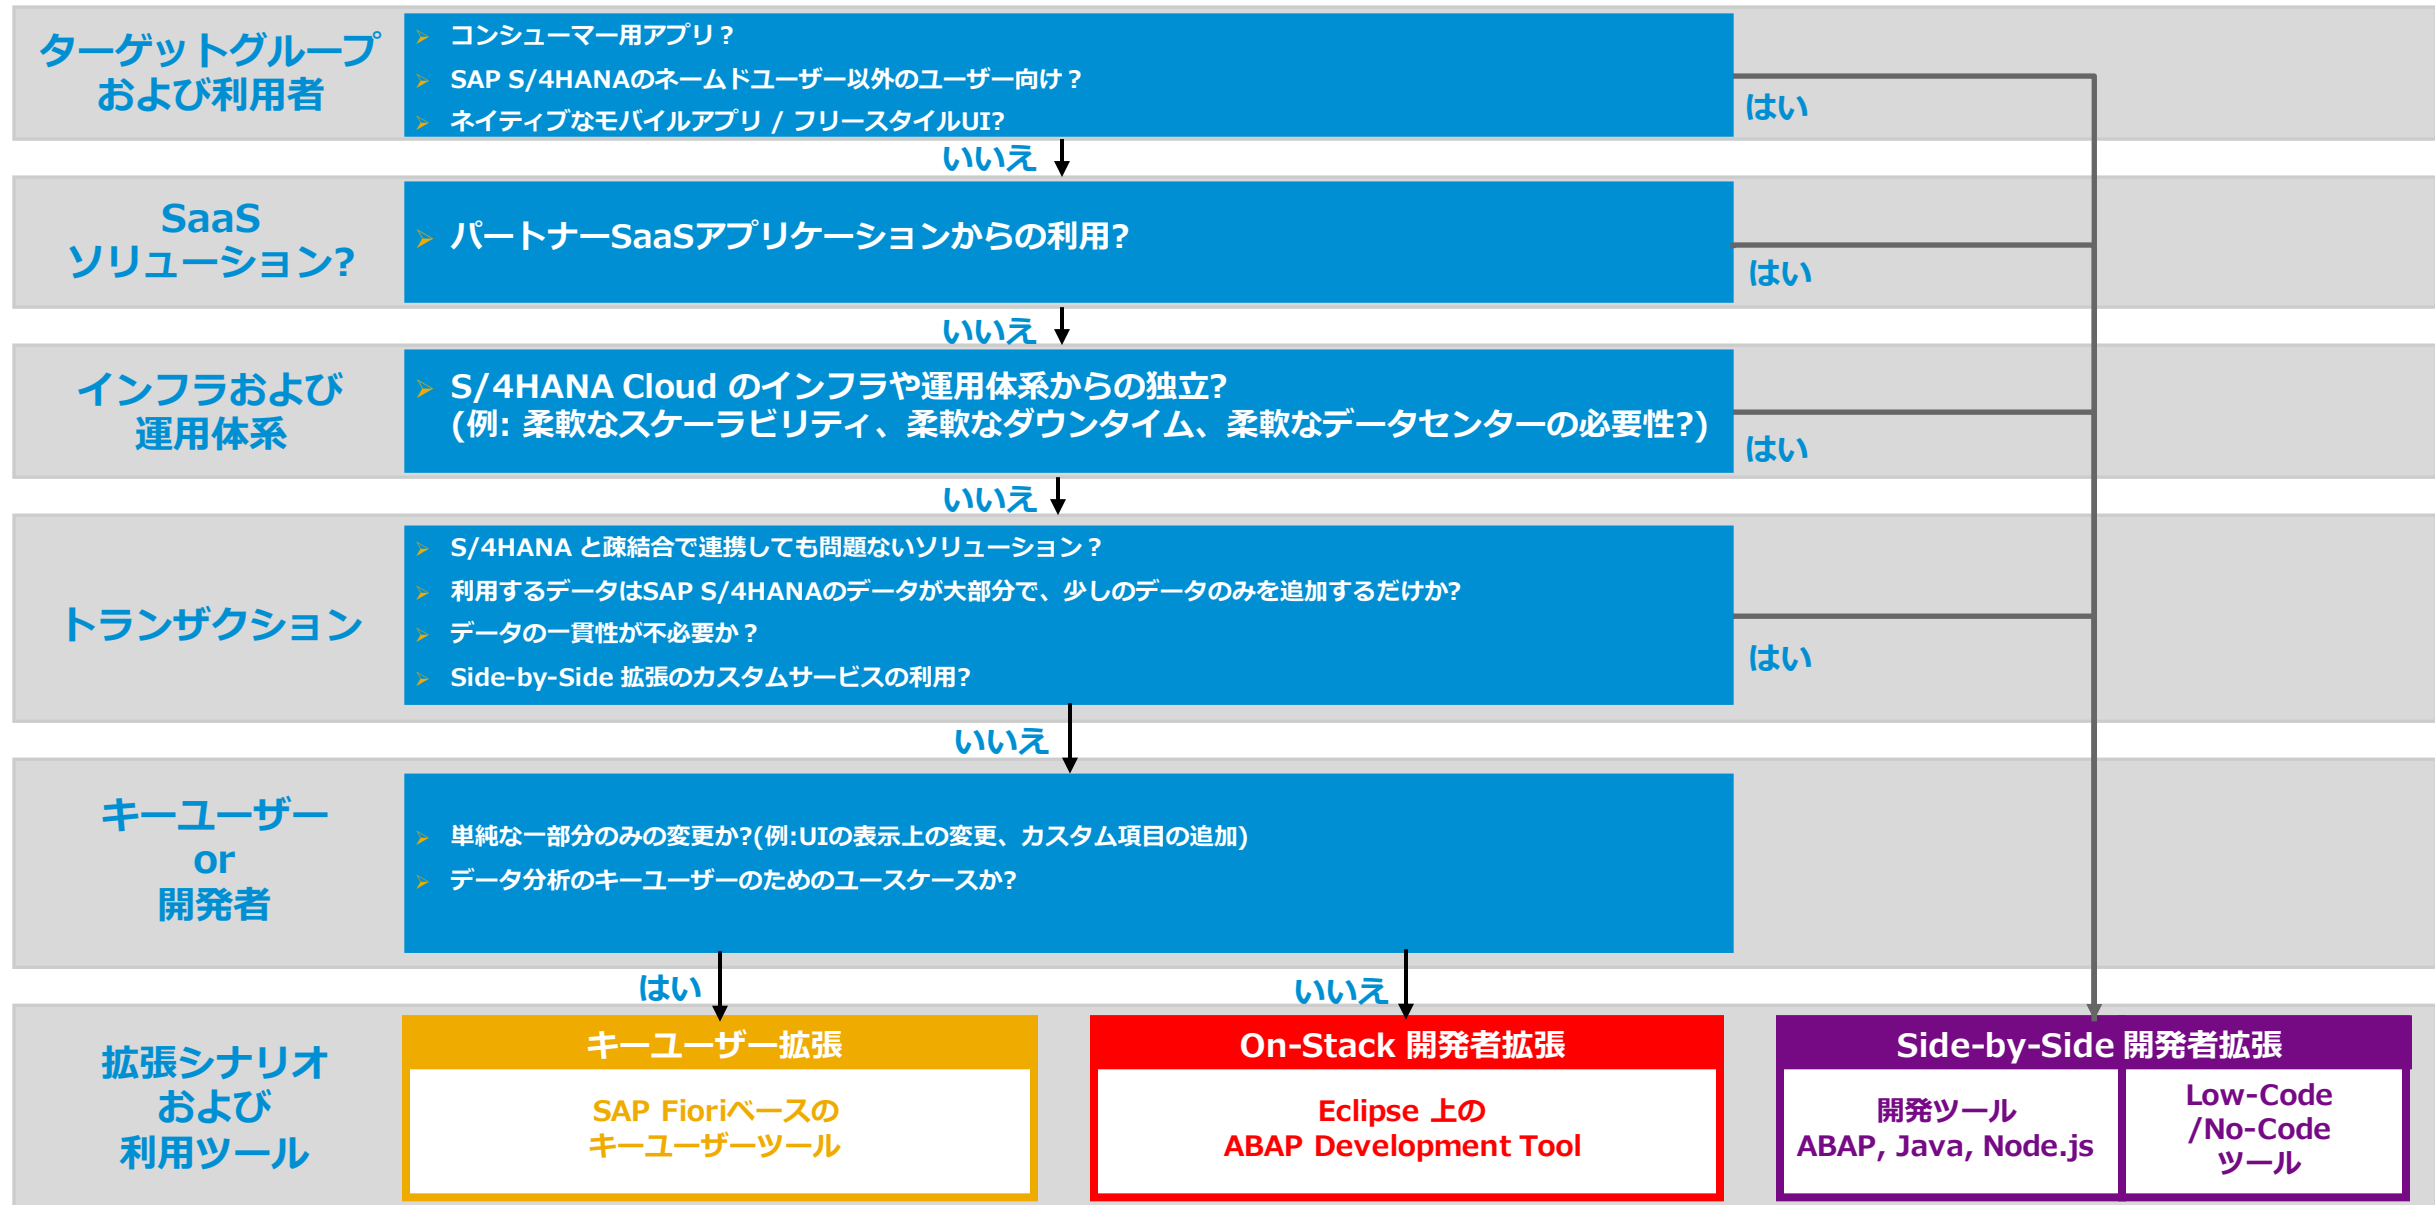 ターゲットグループ
および利用者
コンシューマー用アプリ？
SAP S/4HANAのネームドユーザー以外のユーザー向け？
ネイティブなモバイルアプリ / フリースタイルUI?
はい
いいえ
SaaS
ソリューション?
パートナーSaaSアプリケーションからの利用?
はい
いいえ
インフラおよび
運用体系
S/4HANA Cloud のインフラや運用体系からの独立?
(例: 柔軟なスケーラビリティ、柔軟なダウンタイム、柔軟なデータセンターの必要性?)
はい
いいえ
トランザクション
S/4HANA と疎結合で連携しても問題ないソリューション？
利用するデータはSAP S/4HANAのデータが大部分で、少しのデータのみを追加するだけか?
データの一貫性が不必要か？
Side-by-Side 拡張のカスタムサービスの利用?
はい
いいえ
キーユーザー
or
開発者
単純な一部分のみの変更か?(例:UIの表示上の変更、カスタム項目の追加)
データ分析のキーユーザーのためのユースケースか?
はい
いいえ
拡張シナリオ
および
利用ツール
キーユーザー拡張
SAP Fioriベースの
キーユーザーツール
On-Stack 開発者拡張
Eclipse 上の
ABAP Development Tool
Side-by-Side 開発者拡張
開発ツール
ABAP, Java, Node.js
Low-Code
/No-Code
ツール